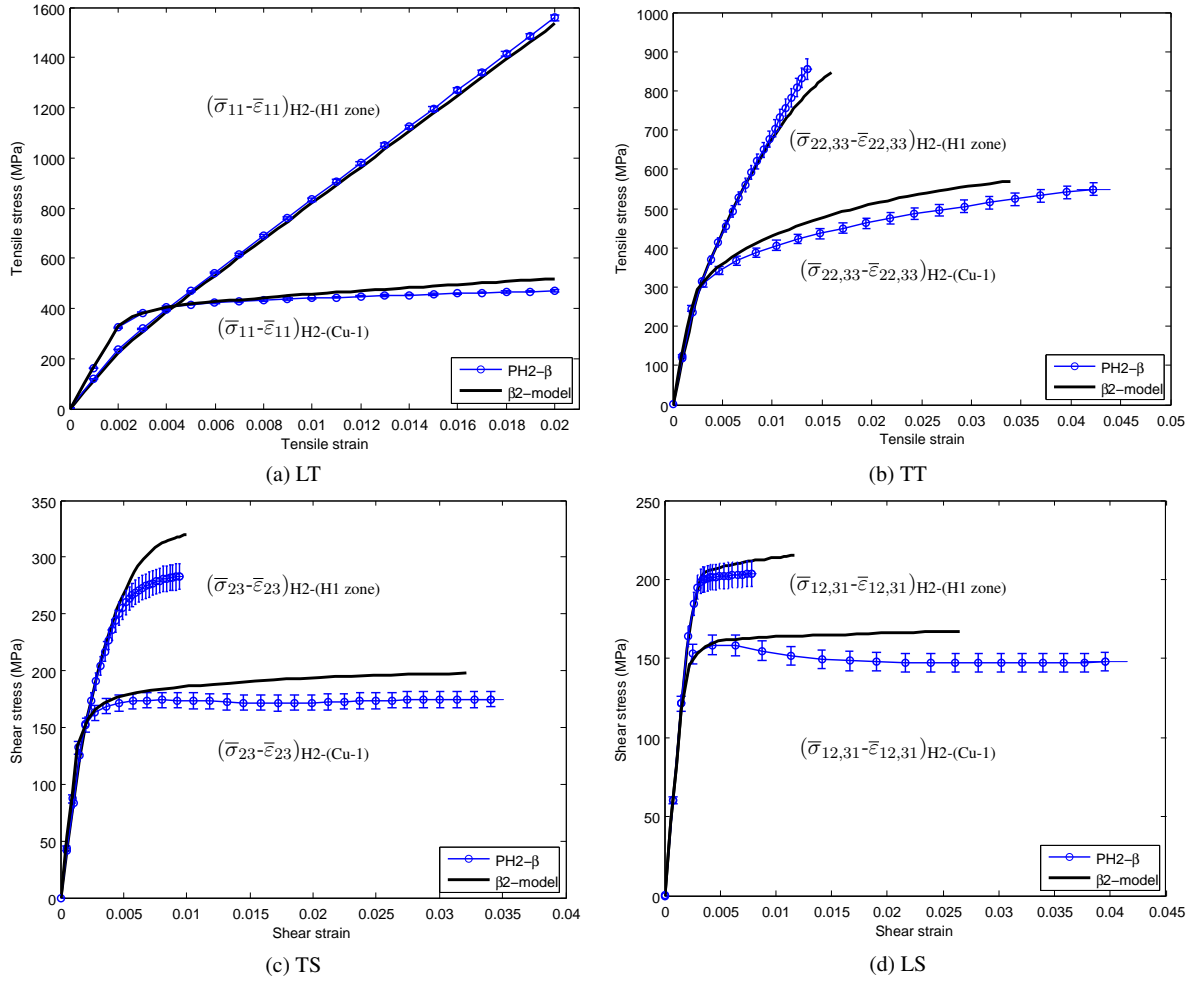 1600
1400
1200
1000
800
600
400
200
0
Tensile stress (MPa)
(σ̅11-ε̅11)H2-(H1 zone)
(σ̅11-ε̅11)H2-(Cu-1)
PH2−β
β2−model
0 0.002 0.004 0.006 0.008 0.01 0.012 0.014 0.016 0.018 0.02
Tensile strain
(a) LT
1000
900
800
700
600
500
400
300
200
100
0
Tensile stress (MPa)
(σ̅22,33-ε̅22,33)H2-(H1 zone)
(σ̅22,33-ε̅22,33)H2-(Cu-1)
PH2−β
β2−model
0 0.005 0.01 0.015 0.02 0.025 0.03 0.035 0.04 0.045 0.05
Tensile strain
(b) TT
350
300
250
200
150
100
50
0
Shear stress (MPa)
(σ̅23-ε̅23)H2-(H1 zone)
(σ̅23-ε̅23)H2-(Cu-1)
PH2−β
β2−model
0 0.005 0.01 0.015 0.02 0.025 0.03 0.035 0.04
Shear strain
(c) TS
250
200
150
100
50
0
Shear stress (MPa)
(σ̅12,31-ε̅12,31)H2-(H1 zone)
(σ̅12,31-ε̅12,31)H2-(Cu-1)
PH2−β
β2−model
0 0.005 0.01 0.015 0.02 0.025 0.03 0.035 0.04 0.045
Shear strain
(d) LS